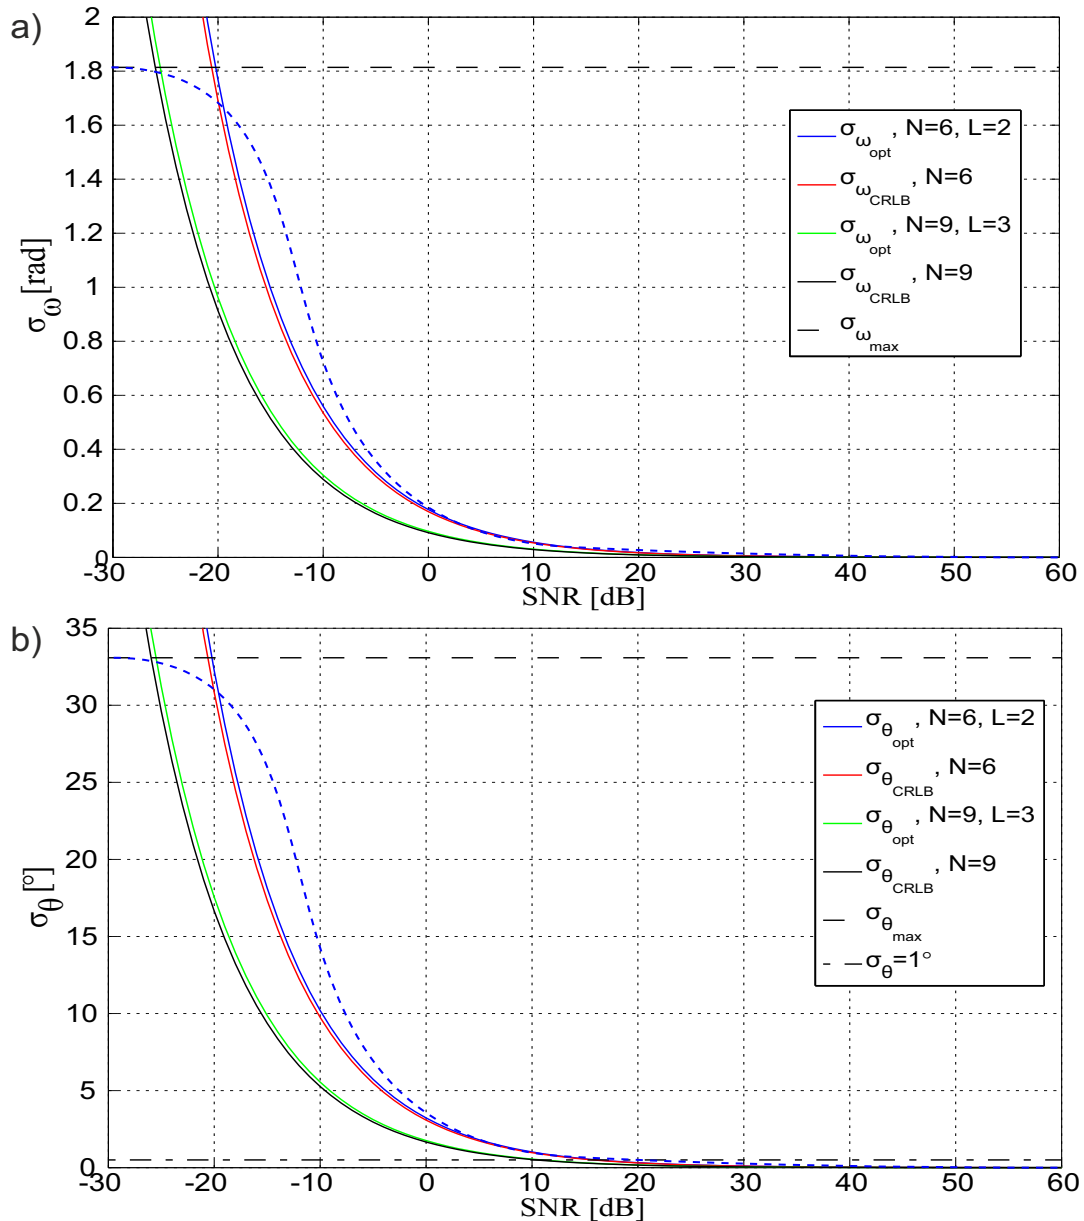 a)
2
1.8
1.6
1.4
1.2
1
0.8
0.6
0.4
0.2
0
σω[rad]
-30 -20 -10 0 10 20 30 40 50 60
SNR [dB]
σωopt, N=6, L=2
σωCRLB, N=6
σωopt, N=9, L=3
σωCRLB, N=9
σωmax
b)
35
30
25
20
15
10
5
0
σθ[°]
-30 -20 -10 0 10 20 30 40 50 60
SNR [dB]
σθopt, N=6, L=2
σθCRLB, N=6
σθopt, N=9, L=3
σθCRLB, N=9
σθmax
σθ=1°